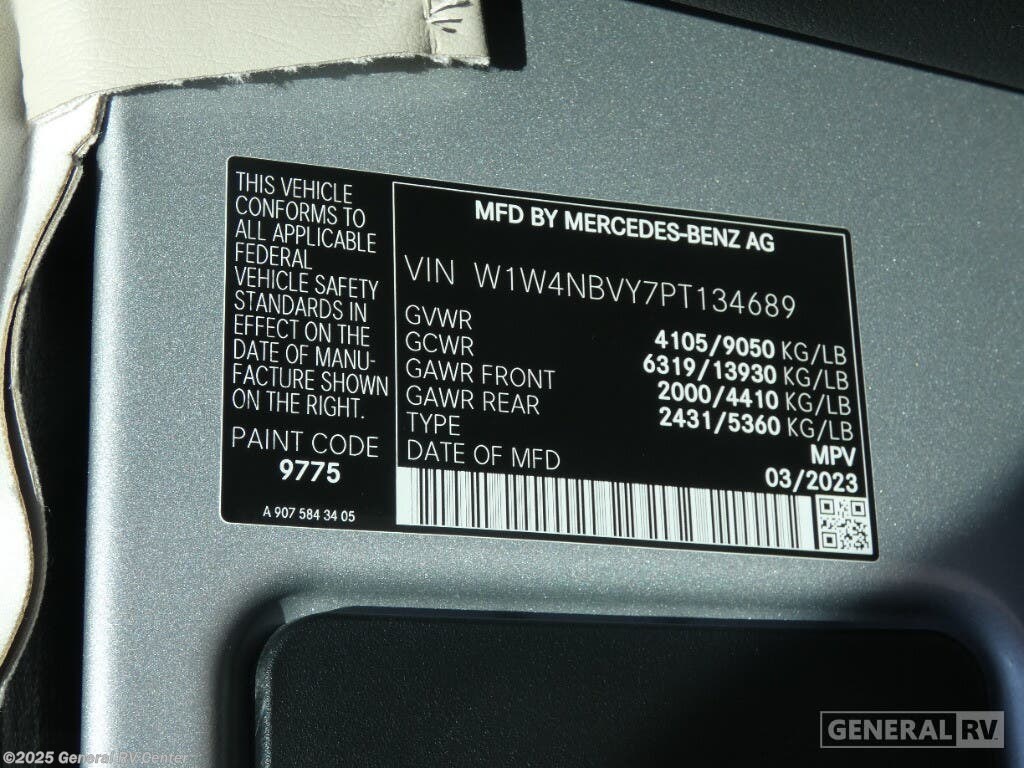 THIS VEHICLE
CONFORMS TO
ALL APPLICABLE
FEDERAL
VEHICLE SAFETY
STANDARDS IN
EFFECT ON THE
DATE OF MANU-
FACTURE SHOWN
ON THE RIGHT.
PAINT CODE
9775
A 907 584 34 05
MFD BY MERCEDES-BENZ AG
VIN W1W4NBVY7PT134689
GVWR 4105/9050 KG/LB
GCWR 6319/13930 KG/LB
GAWR FRONT 2000/4410 KG/LB
GAWR REAR 2431/5360 KG/LB
TYPE MPV
DATE OF MFD 03/2023
GENERAL RV
©2025 General RV Center